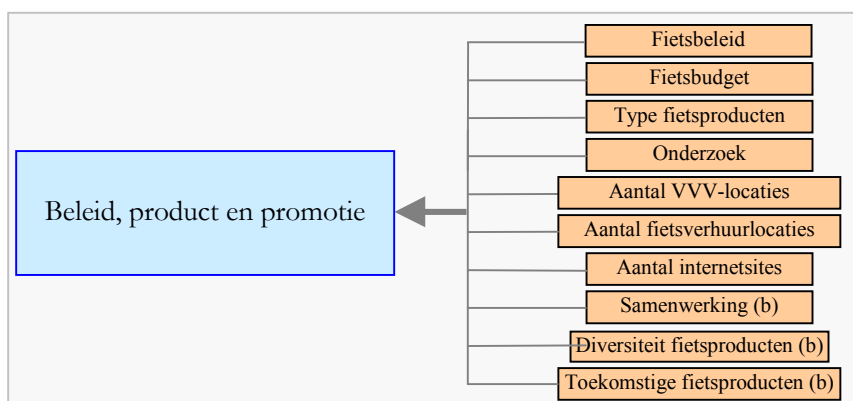 Beleid, product en promotie
Fietsbeleid
Fietsbudget
Type fietsproducten
Onderzoek
Aantal VVV-locaties
Aantal fietsverhuurlocaties
Aantal internetsites
Samenwerking (b)
Diversiteit fietsproducten (b)
Toekomstige fietsproducten (b)